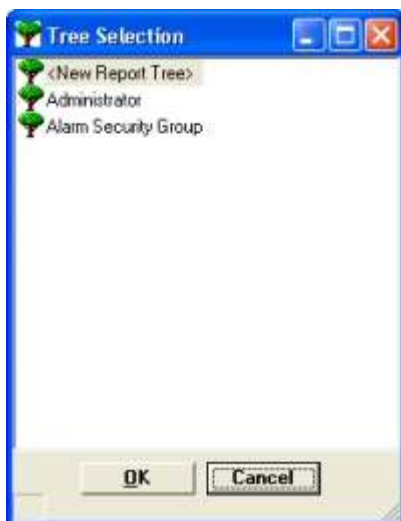 Tree Selection
<New Report Tree>
Administrator
Alarm Security Group
OK
Cancel